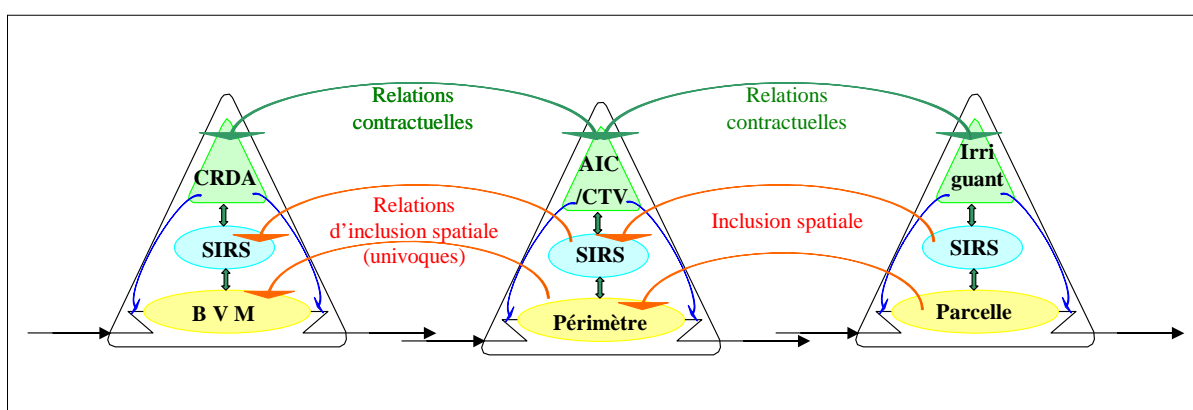 Relations
contractuelles
Relations
contractuelles
CRDA
AIC
/CTV
Irri
guant
Relations
d’inclusion spatiale
(univoques)
Inclusion spatiale
SIRS
SIRS
SIRS
B V M
Périmètre
Parcelle